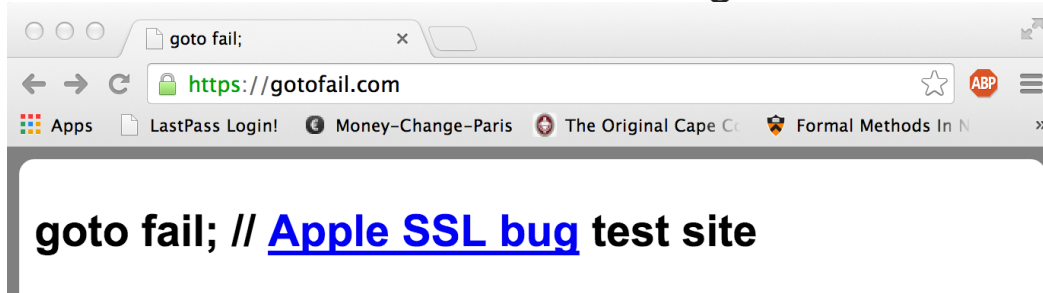 goto fail;
https://gotofail.com
ABP
Apps LastPass Login! Money-Change-Paris The Original Cape Formal Methods In
goto fail; // Apple SSL bug test site